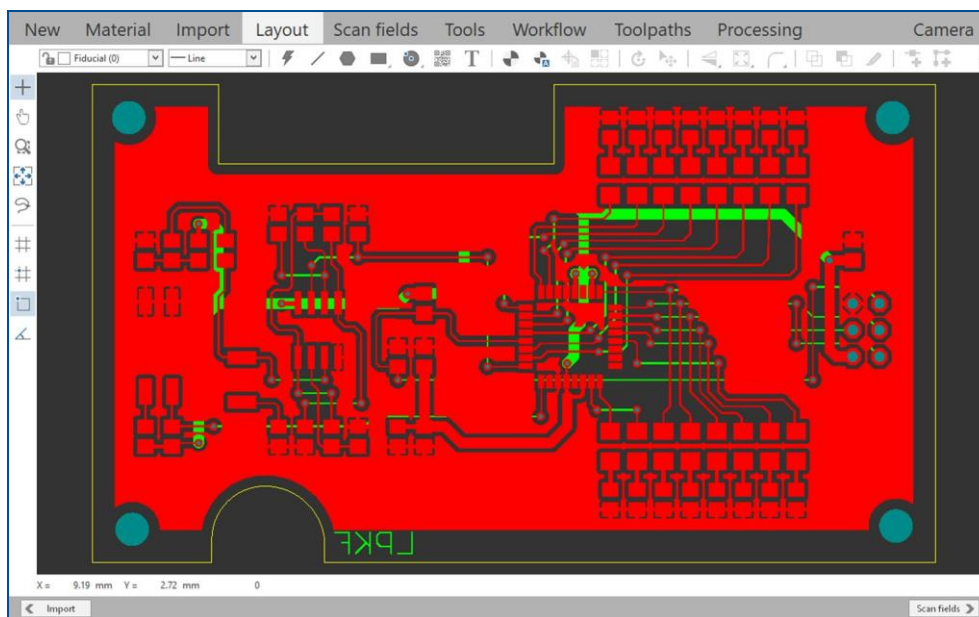 New Material Import Layout Scan fields Tools Workflow Toolpaths Processing Camera
Fiducial (0) Line T
LPKF
X = 9.19 mm Y = 2.72 mm 0
Import Scan fields